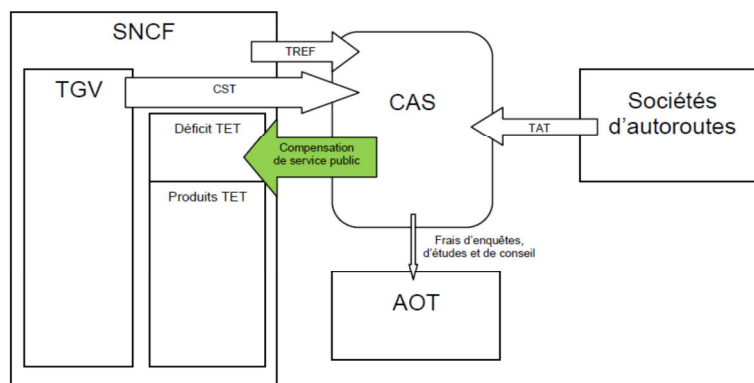 SNCF
TREF
TGV
CST
CAS
Sociétés
d'autoroutes
TAT
Déficit TET
Compensation
de service public
Produits TET
Frais d'enquêtes,
d'études et de conseil
AOT